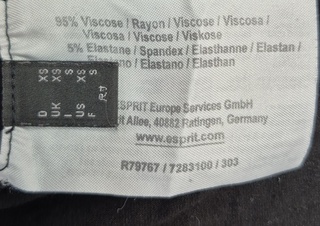 95% Viscose / Rayon / Viscose / Viscosa /
Viscosa / Viscose / Viskose
5% Elastane / Spandex / Elasthanne / Elastan /
Elastano / Elasthan
ESPRIT Europe Services GmbH
Allee, 40882 Ratingen, Germany
www.esprit.com
R79767 / 7283100 / 303
D XS
UK XS
I S
US XS
F S